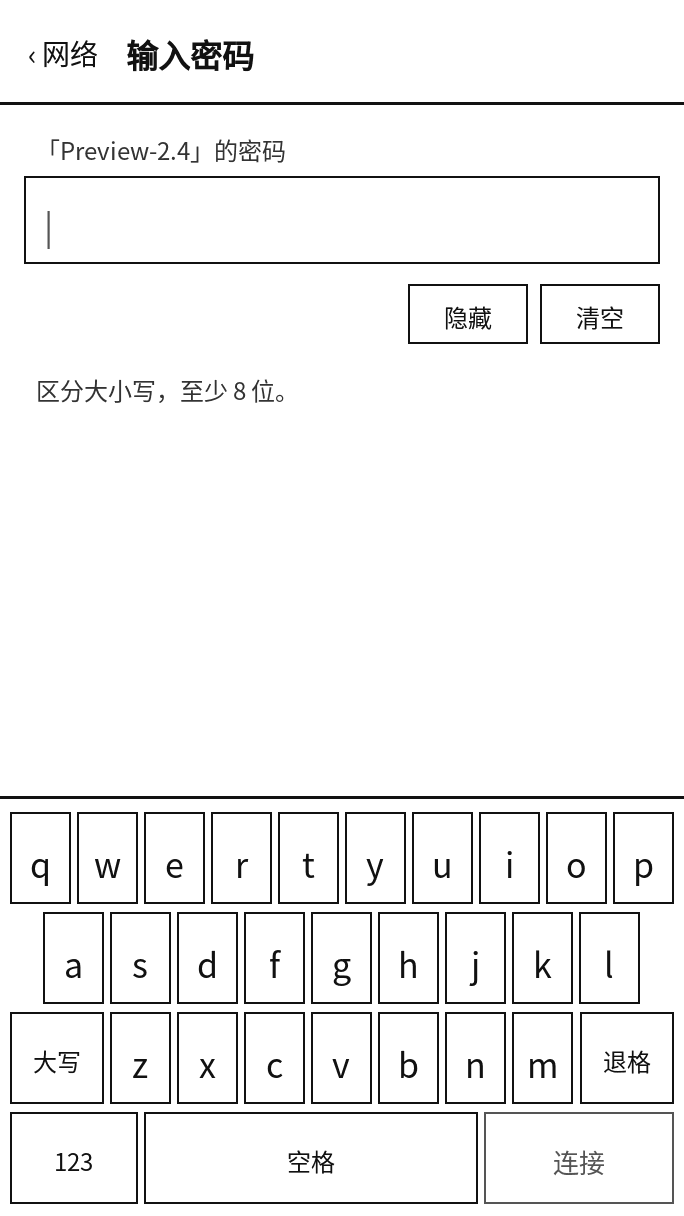 ‹ 网络 输入密码
「Preview-2.4」的密码
隐藏 清空
区分大小写，至少 8 位。
q w e r t y u i o p
a s d f g h j k l
大写 z x c v b n m 退格
123 空格 连接